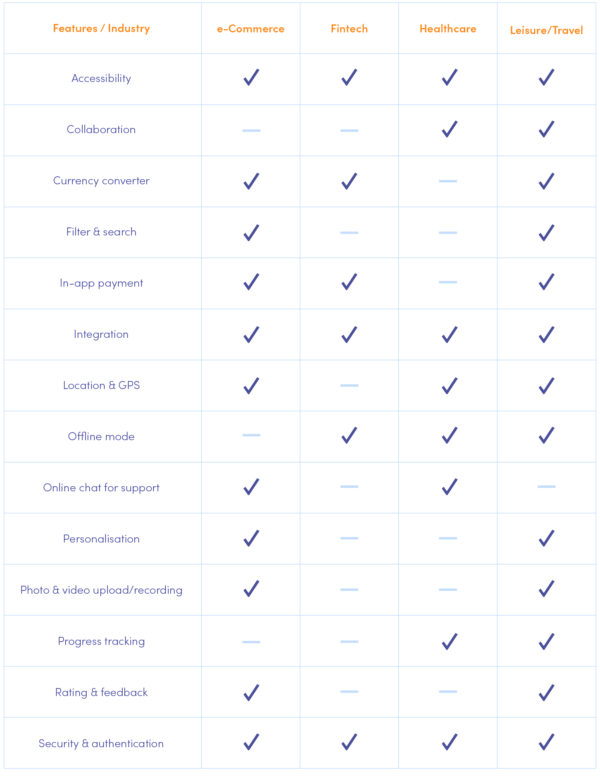 Features / Industry e-Commerce Fintech Healthcare Leisure/Travel
Accessibility
Collaboration
Currency converter
Filter & search
In-app payment
Integration
Location & GPS
Offline mode
Online chat for support
Personalisation
Photo & video upload/recording
Progress tracking
Rating & feedback
Security & authentication